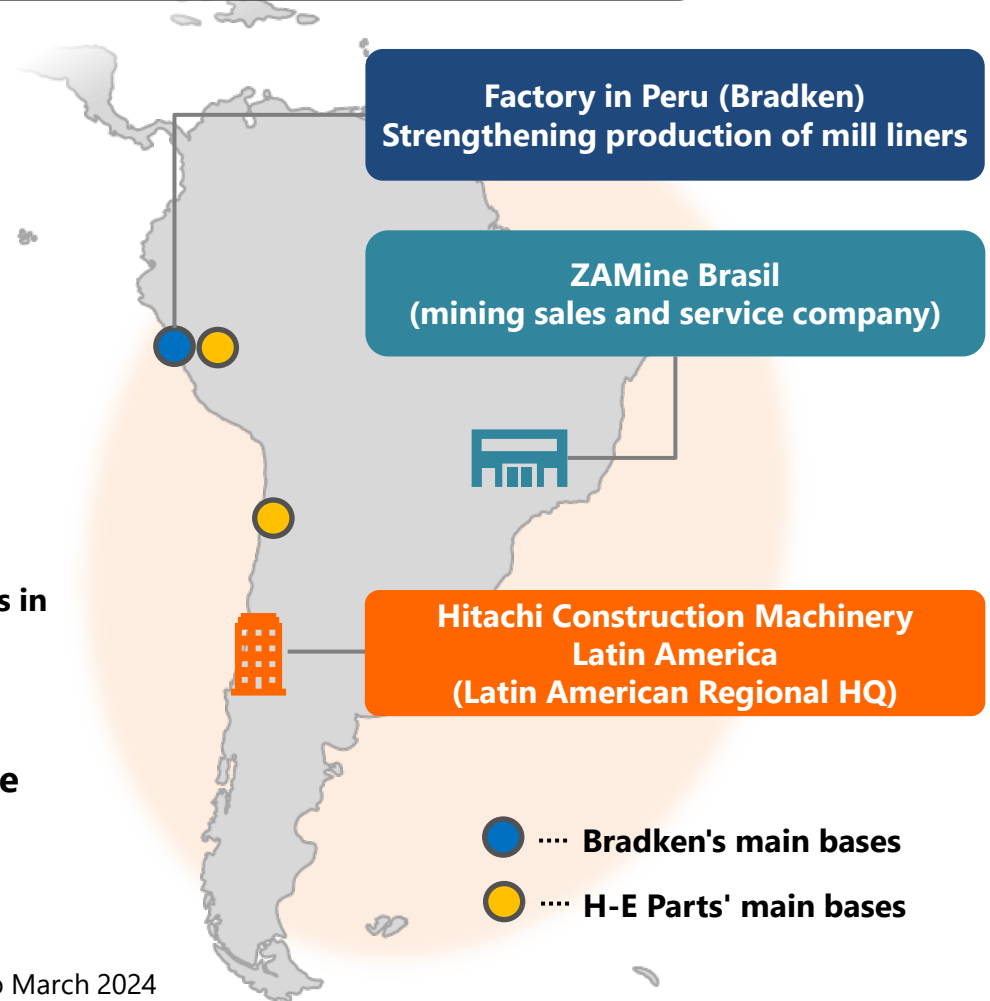 Factory in Peru (Bradken)
Strengthening production of mill liners
ZAMine Brasil
(mining sales and service company)
s in
Hitachi Construction Machinery
Latin America
(Latin American Regional HQ)
e
Bradken's main bases
H-E Parts' main bases
March 2024